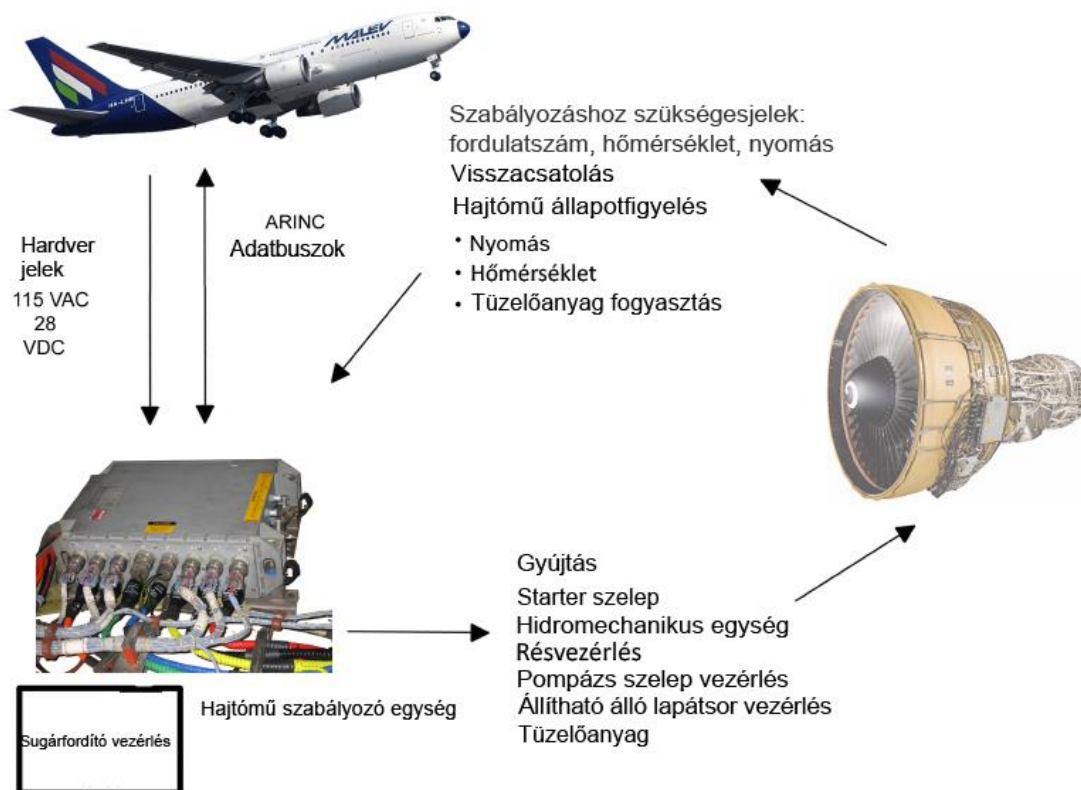 MALEV
Szabályozáshoz szükségesjelek:
fordulatszám, hőmérséklet, nyomás
Visszacsatolás
Hajtómű állapotfigyelés
• Nyomás
• Hőmérséklet
• Tüzelőanyag fogyasztás
ARINC
Adatbuszok
Hardver
jelek
115 VAC
28
VDC
Gyújtás
Starter szelep
Hidromechanikus egység
Résvezérlés
Pompázs szelep vezérlés
Állítható álló lapátsor vezérlés
Tüzelőanyag
Hajtómű szabályozó egység
Sugárfordító vezérlés